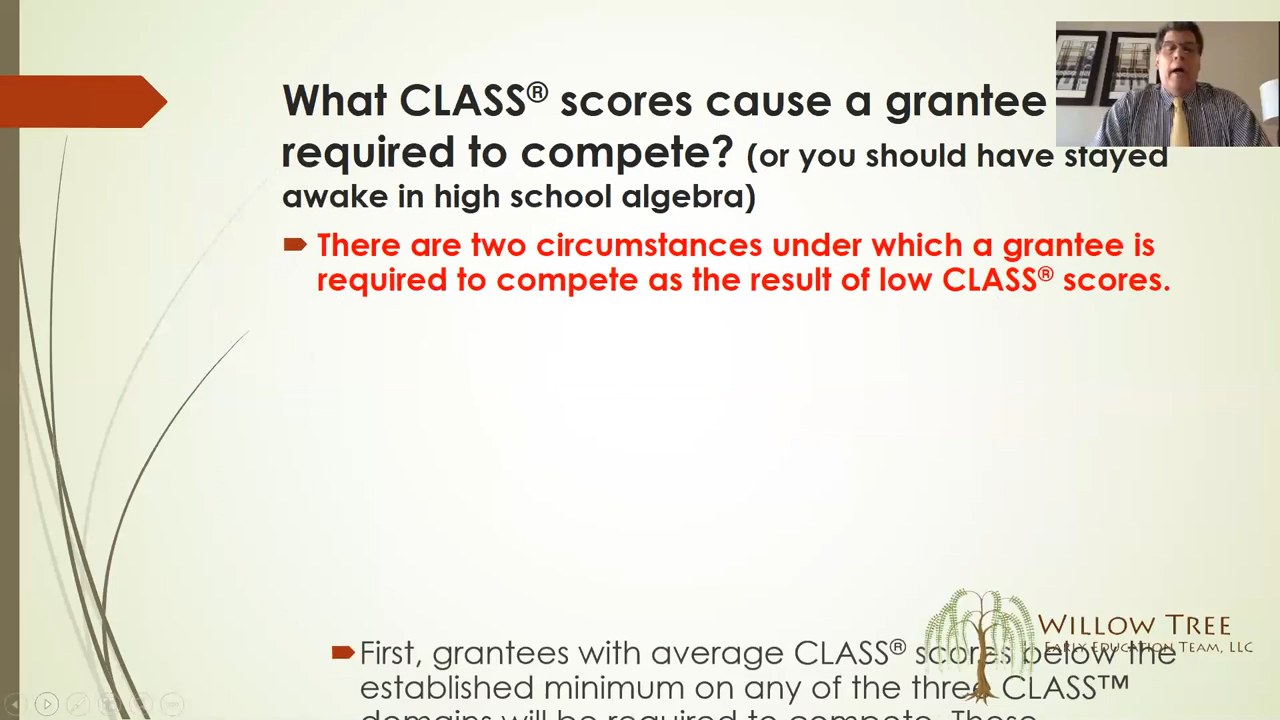 What CLASS® scores cause a grantee
required to compete? (or you should have stayed
awake in high school algebra)
There are two circumstances under which a grantee is
required to compete as the result of low CLASS® scores.
First, grantees with average CLASS® scores below the
established minimum on any of the three CLASS™
domains will be required to compete. These
WILLOW TREE
EARLY EDUCATION TEAM, LLC